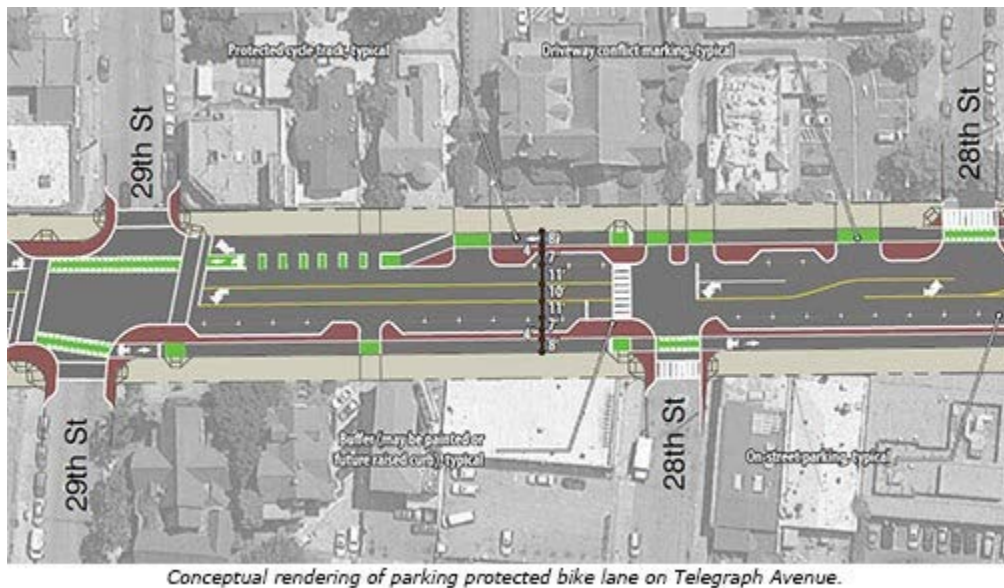 Protected cycle track, typical
Driveway conflict marking, typical
29th St
28th St
8'
4'
7'
11'
10'
11'
7'
4'
8'
29th St
28th St
Buffer (may be painted or
future raised curb), typical
On-street parking, typical
Conceptual rendering of parking protected bike lane on Telegraph Avenue.